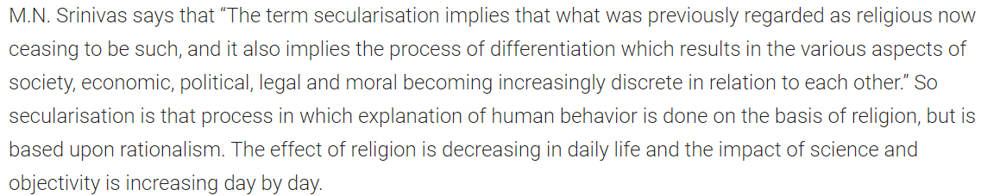 M.N. Srinivas says that “The term secularisation implies that what was previously regarded as religious now
ceasing to be such, and it also implies the process of differentiation which results in the various aspects of
society, economic, political, legal and moral becoming increasingly discrete in relation to each other.” So
secularisation is that process in which explanation of human behavior is done on the basis of religion, but is
based upon rationalism. The effect of religion is decreasing in daily life and the impact of science and
objectivity is increasing day by day.